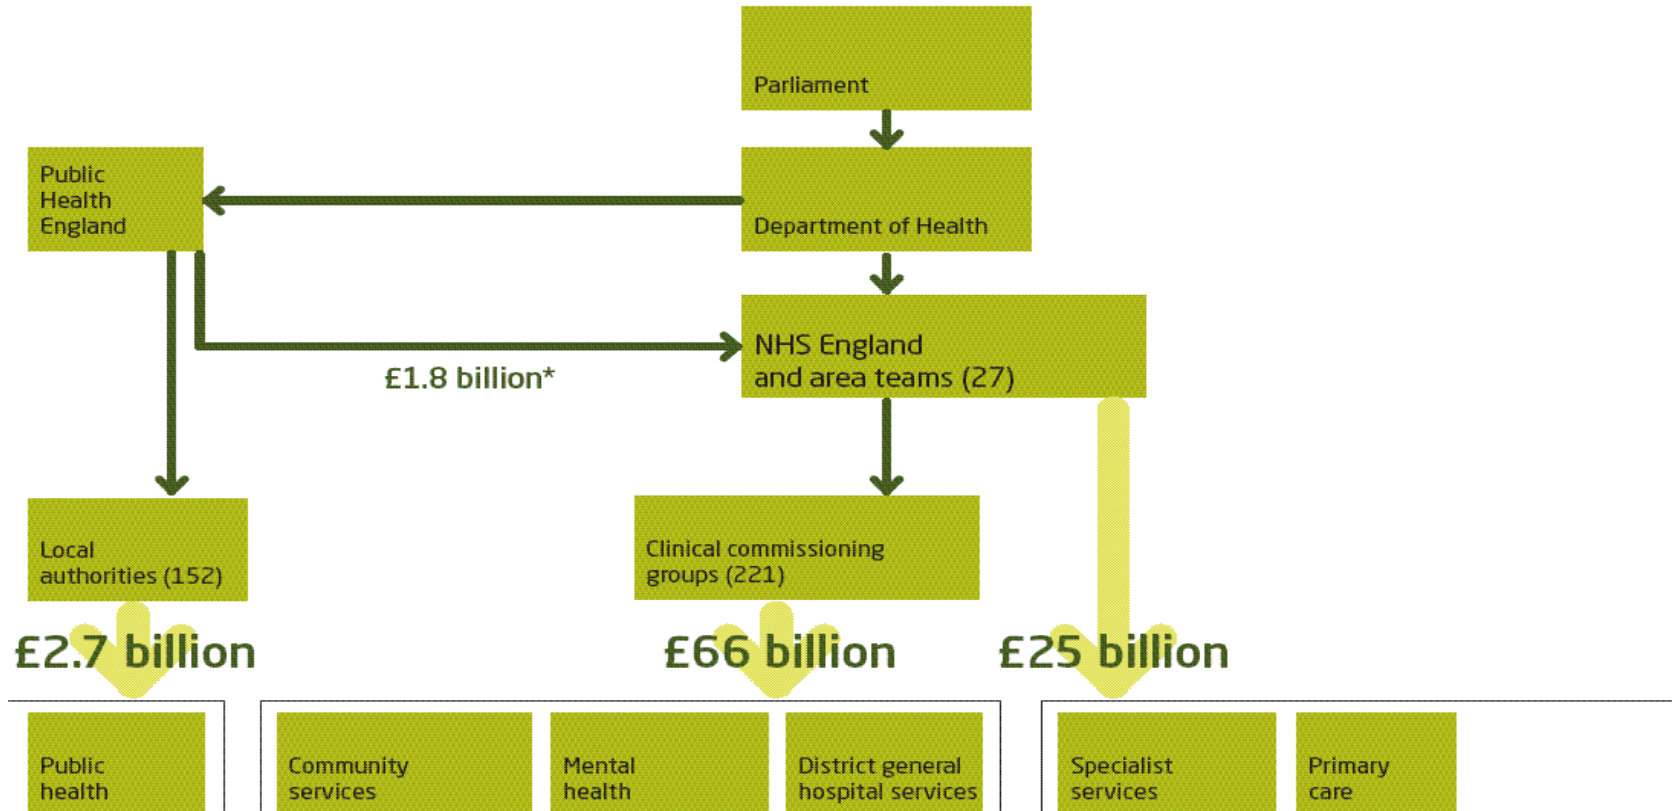 Parliament
Public
Health
England
Department of Health
NHS England
and area teams (27)
£1.8 billion*
Local
authorities (152)
Clinical commissioning
groups (221)
£2.7 billion
£66 billion
£25 billion
Public
health
Community
services
Mental
health
District general
hospital services
Specialist
services
Primary
care